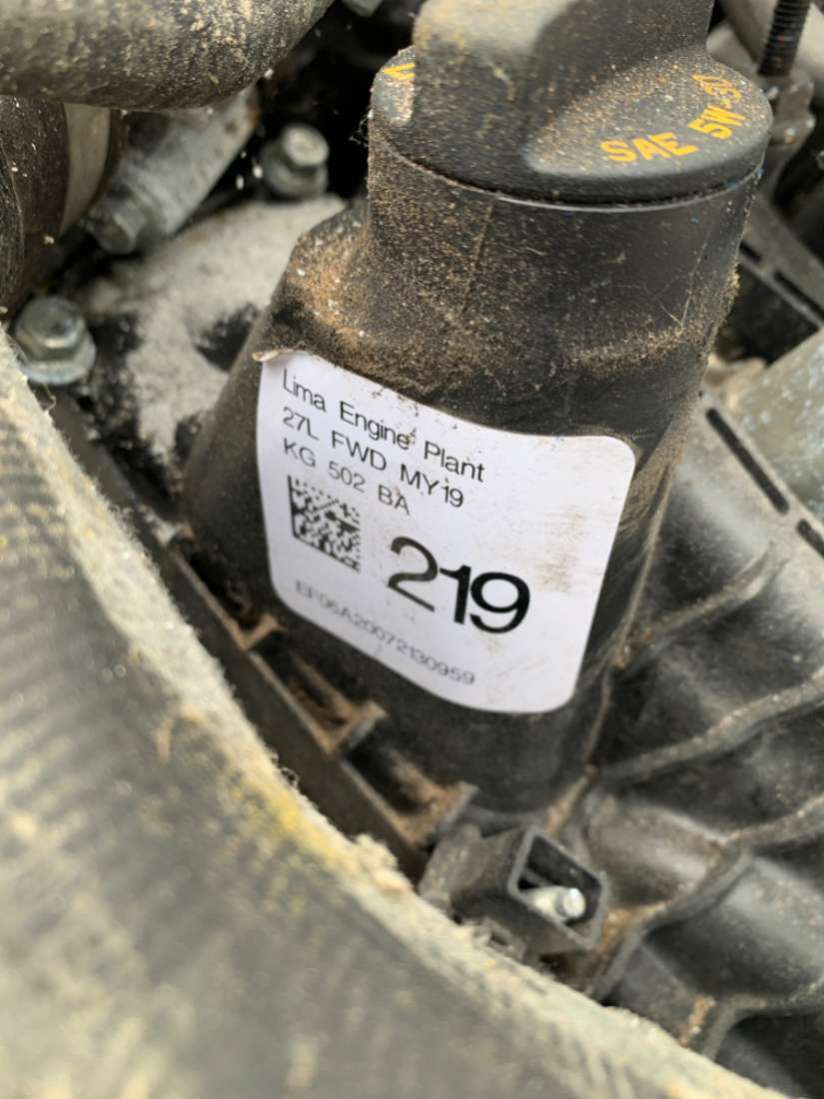 SAE 5W-30
Lima Engine Plant
27L FWD MY19
KG 502 BA
219
EF06A20072130959